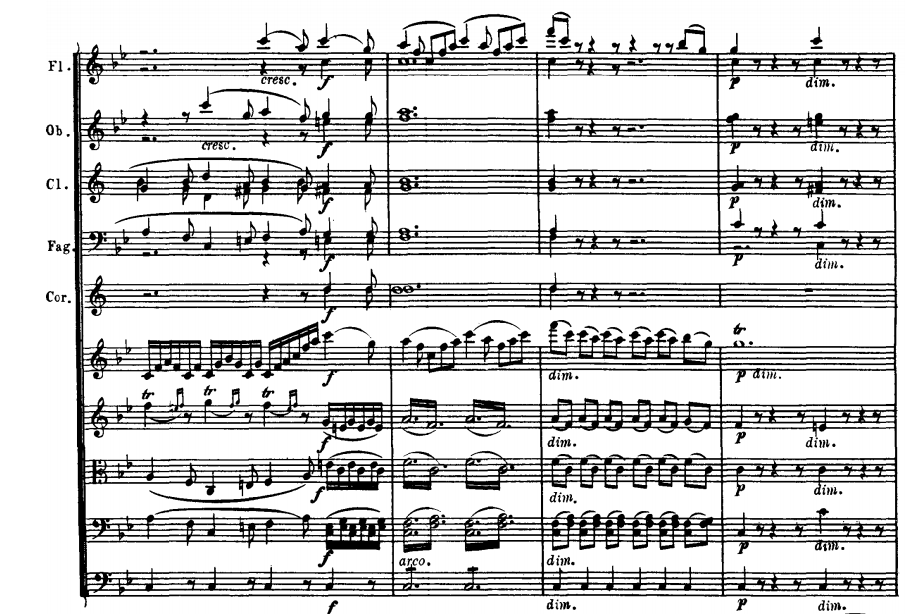 Fl.
cresc. f p dim.
Ob.
cresc. f p dim.
Cl.
f p dim.
Fag.
f p dim.
Cor.
f
tr
f dim. p dim.
tr tr tr
f dim. p dim.
f dim. p dim.
f arco. dim. p dim.
f dim. p dim.